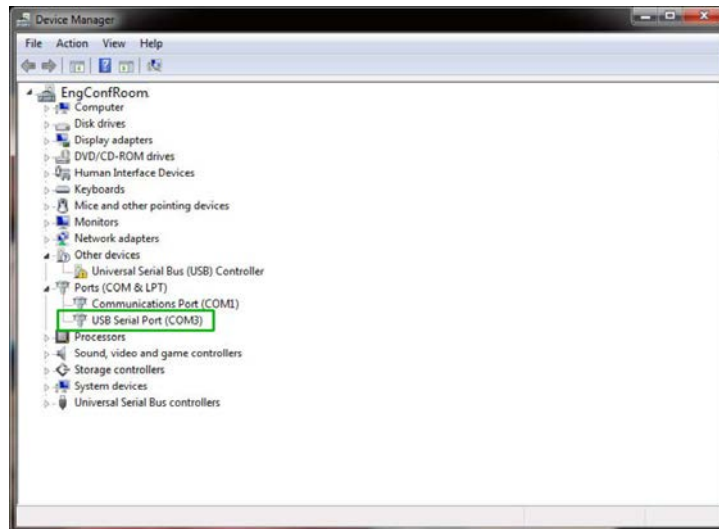 Device Manager
File Action View Help
EngConfRoom
Computer
Disk drives
Display adapters
DVD/CD-ROM drives
Human Interface Devices
Keyboards
Mice and other pointing devices
Monitors
Network adapters
Other devices
Universal Serial Bus (USB) Controller
Ports (COM & LPT)
Communications Port (COM1)
USB Serial Port (COM3)
Processors
Sound, video and game controllers
Storage controllers
System devices
Universal Serial Bus controllers